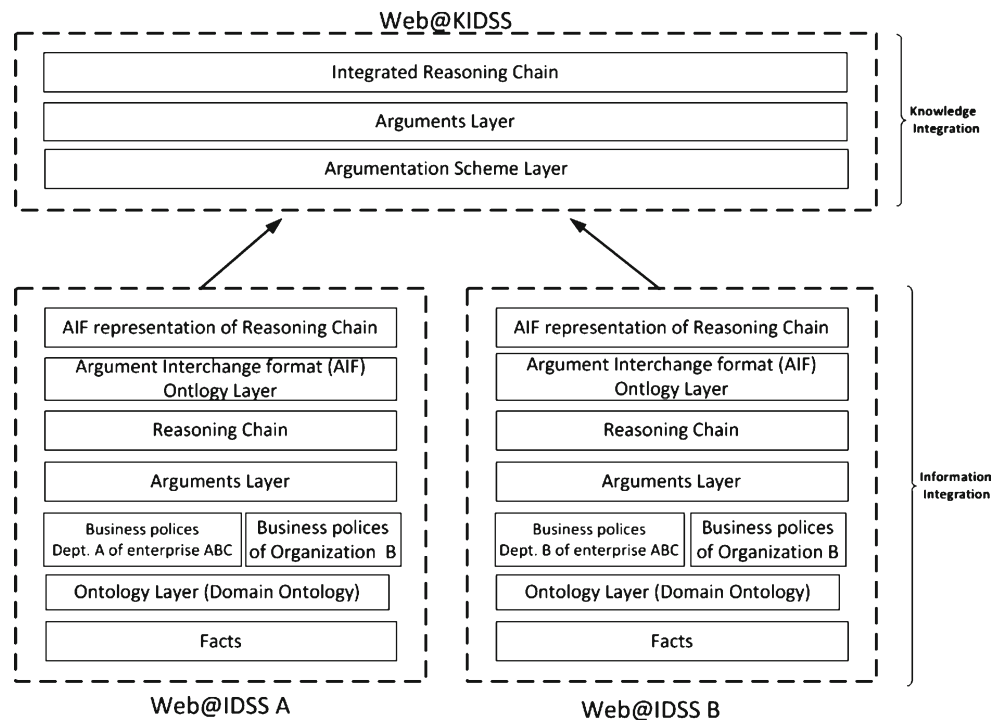 Web@KIDSS
Integrated Reasoning Chain
Arguments Layer
Argumentation Scheme Layer
Knowledge
Integration
AIF representation of Reasoning Chain
Argument Interchange format (AIF)
Ontlogy Layer
Reasoning Chain
Arguments Layer
Business polices
Dept. A of enterprise ABC
Business polices
of Organization B
Ontology Layer (Domain Ontology)
Facts
Web@IDSS A
AIF representation of Reasoning Chain
Argument Interchange format (AIF)
Ontlogy Layer
Reasoning Chain
Arguments Layer
Business polices
Dept. B of enterprise ABC
Business polices
of Organization B
Ontology Layer (Domain Ontology)
Facts
Web@IDSS B
Information
Integration